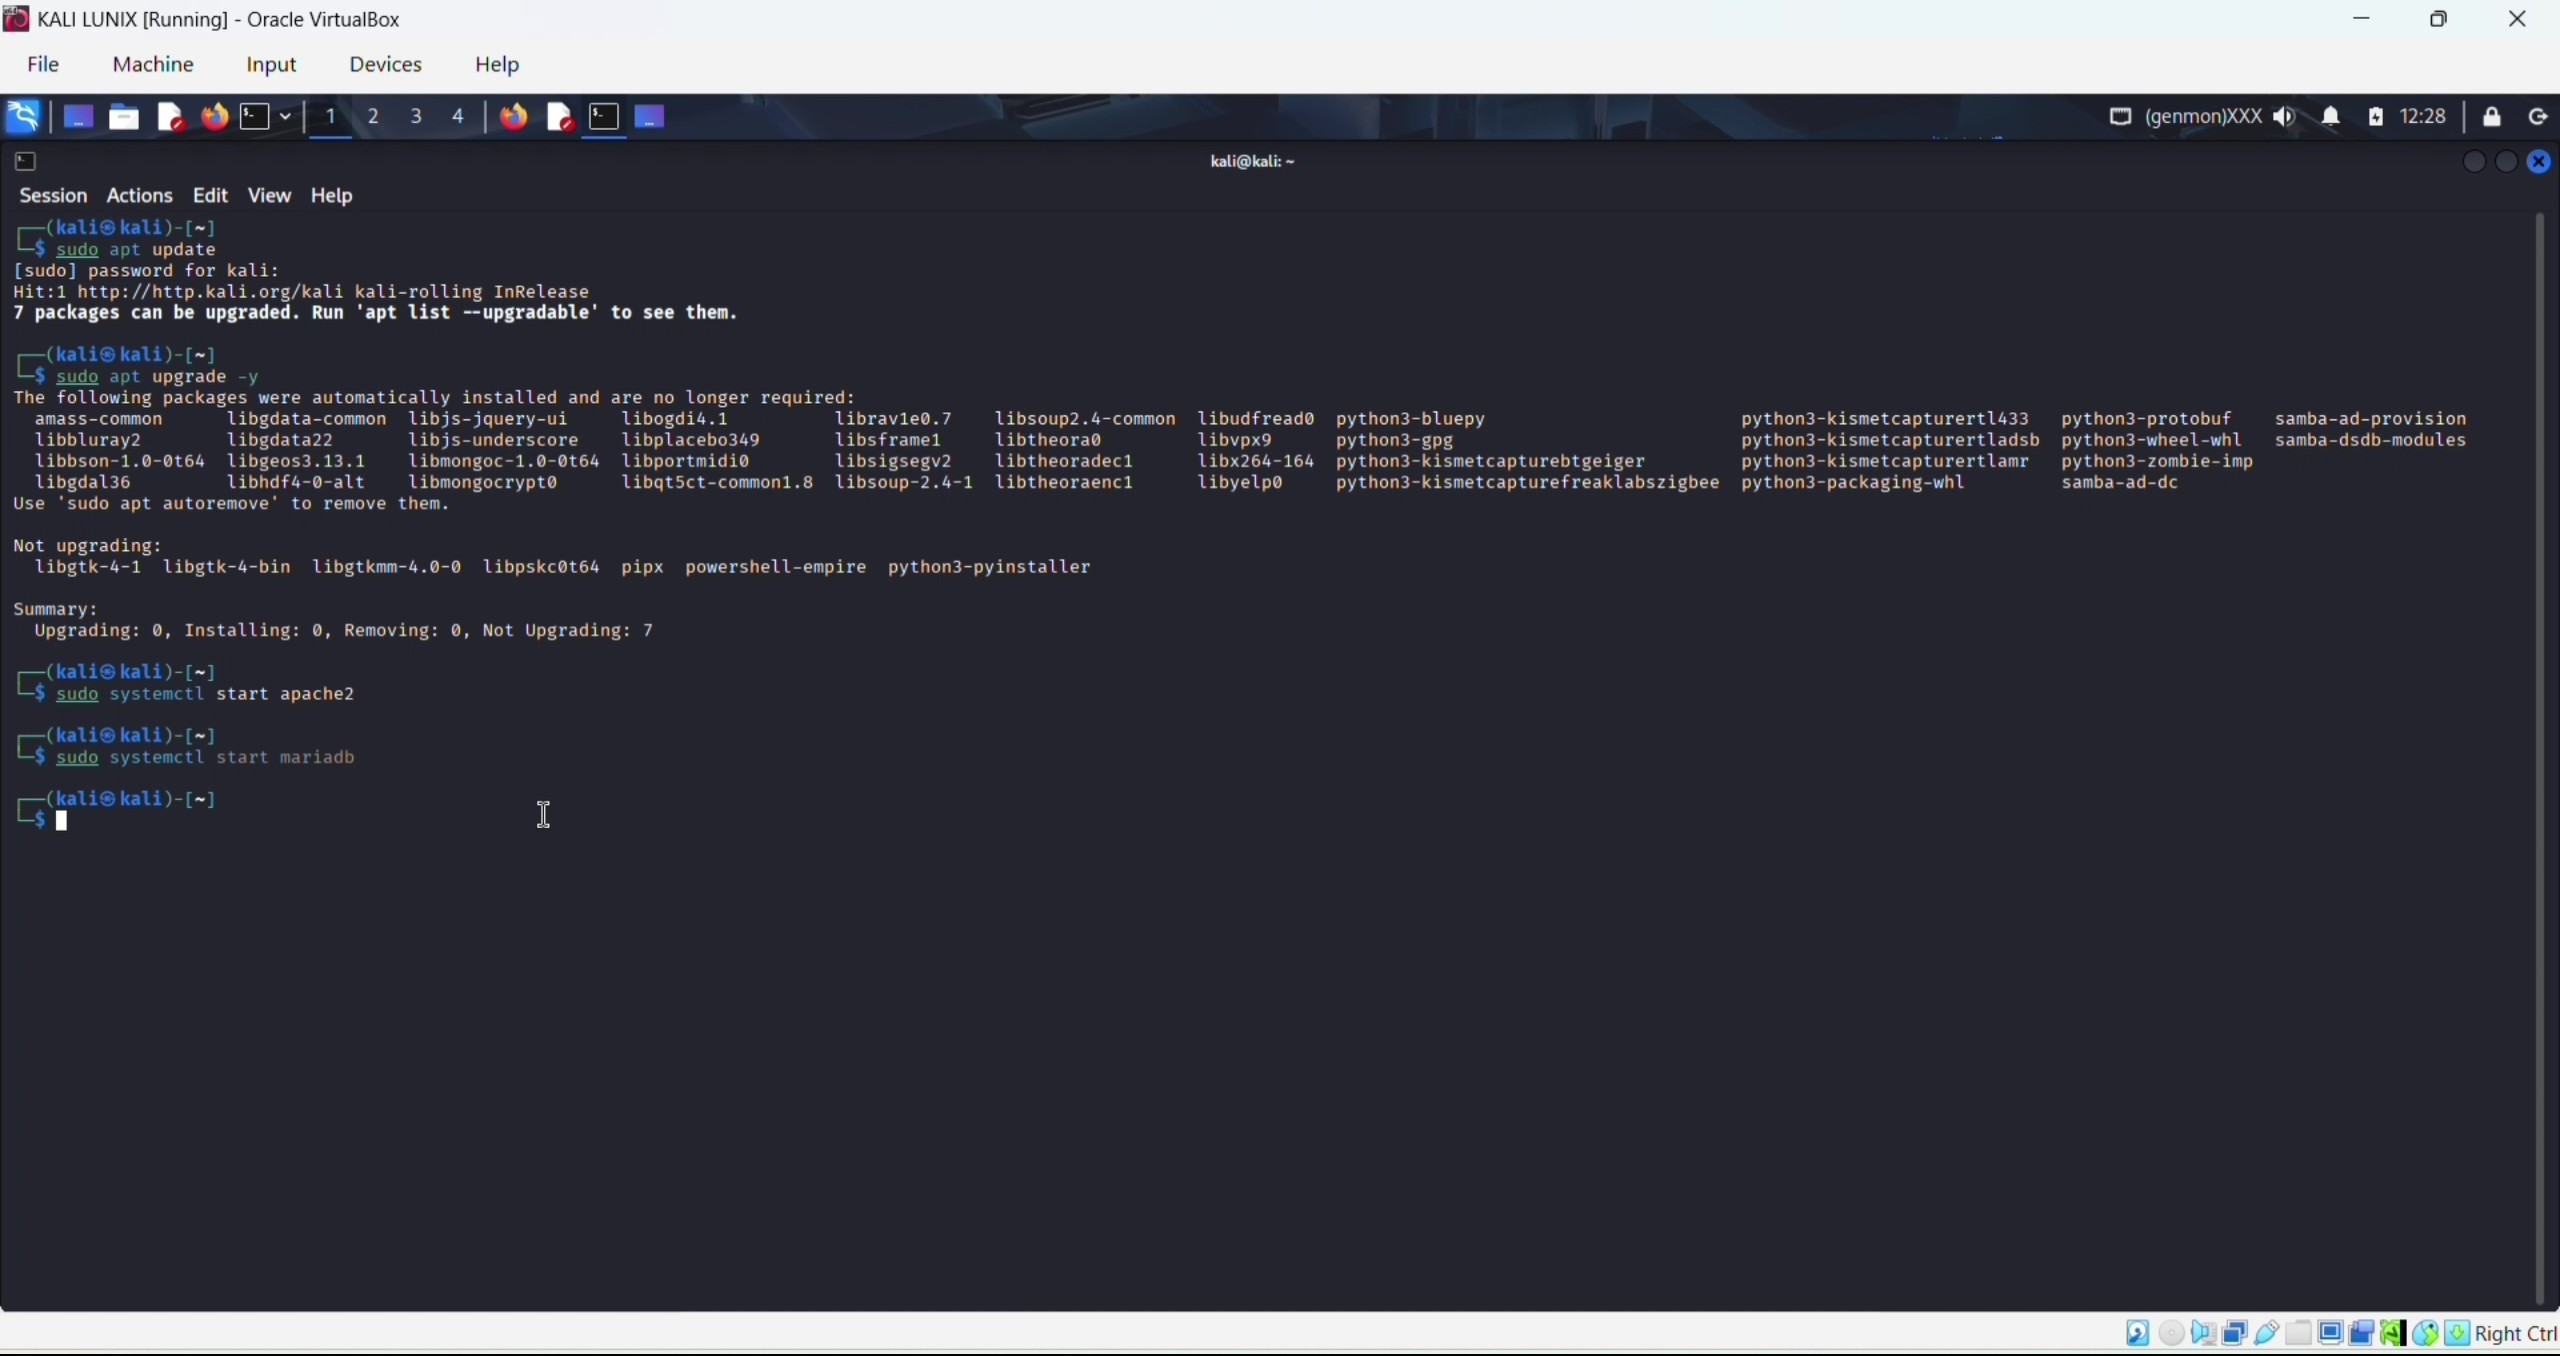 KALI LUNIX [Running] - Oracle VirtualBox
File Machine Input Devices Help
1 2 3 4 (genmon)XXX 12:28
kali@kali: ~
Session Actions Edit View Help
┌──(kali㉿kali)-[~]
└─$ sudo apt update
[sudo] password for kali:
Hit:1 http://http.kali.org/kali kali-rolling InRelease
7 packages can be upgraded. Run 'apt list --upgradable' to see them.
┌──(kali㉿kali)-[~]
└─$ sudo apt upgrade -y
The following packages were automatically installed and are no longer required:
amass-common libgdata-common libjs-jquery-ui libogdi4.1 librav1e0.7 libsoup2.4-common libudfread0 python3-bluepy python3-kismetcapturertl433 python3-protobuf samba-ad-provision
libbluray2 libgdata22 libjs-underscore libplacebo349 libsframe1 libtheora0 libvpx9 python3-gpg python3-kismetcapturertladsb python3-wheel-whl samba-dsdb-modules
libbson-1.0-0t64 libgeos3.13.1 libmongoc-1.0-0t64 libportmidi0 libsigsegv2 libtheoradec1 libx264-164 python3-kismetcapturebtgeiger python3-kismetcapturertlamr python3-zombie-imp
libgdal36 libhdf4-0-alt libmongocrypt0 libqt5ct-common1.8 libsoup-2.4-1 libtheoraenc1 libyelp0 python3-kismetcapturefreaklabszigbee python3-packaging-whl samba-ad-dc
Use 'sudo apt autoremove' to remove them.
Not upgrading:
libgtk-4-1 libgtk-4-bin libgtkmm-4.0-0 libpskc0t64 pipx powershell-empire python3-pyinstaller
Summary:
Upgrading: 0, Installing: 0, Removing: 0, Not Upgrading: 7
┌──(kali㉿kali)-[~]
└─$ sudo systemctl start apache2
┌──(kali㉿kali)-[~]
└─$ sudo systemctl start mariadb
┌──(kali㉿kali)-[~]
└─$
Right Ctrl